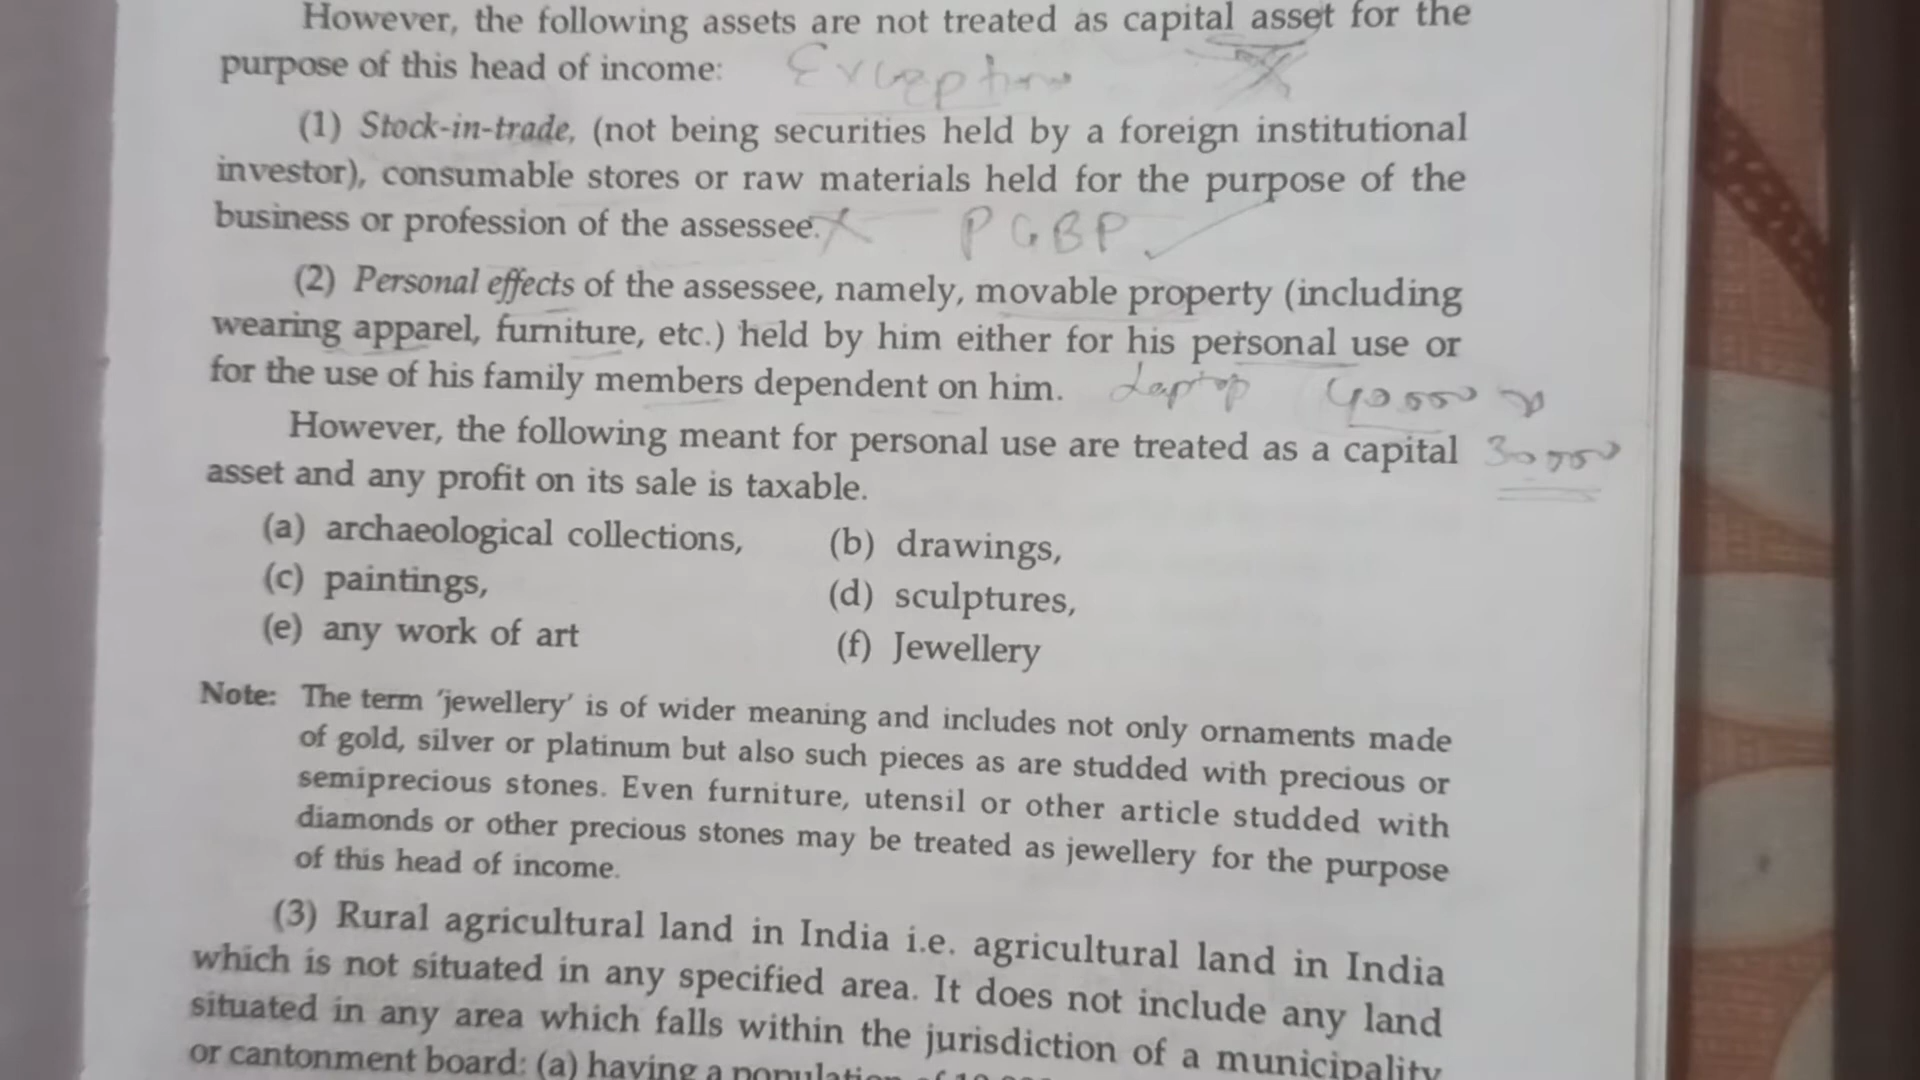 However, the following assets are not treated as capital asset for the
purpose of this head of income:
(1) Stock-in-trade, (not being securities held by a foreign institutional
investor), consumable stores or raw materials held for the purpose of the
business or profession of the assessee. X PGBP
(2) Personal effects of the assessee, namely, movable property (including
wearing apparel, furniture, etc.) held by him either for his personal use or
for the use of his family members dependent on him. Laptop
However, the following meant for personal use are treated as a capital
asset and any profit on its sale is taxable.
(a) archaeological collections, (b) drawings,
(c) paintings, (d) sculptures,
(e) any work of art (f) Jewellery
Note: The term 'jewellery' is of wider meaning and includes not only ornaments made
of gold, silver or platinum but also such pieces as are studded with precious or
semiprecious stones. Even furniture, utensil or other article studded with
diamonds or other precious stones may be treated as jewellery for the purpose
of this head of income.
(3) Rural agricultural land in India i.e. agricultural land in India
which is not situated in any specified area. It does not include any land
situated in any area which falls within the jurisdiction of a municipality
or cantonment board: (a) having a population of